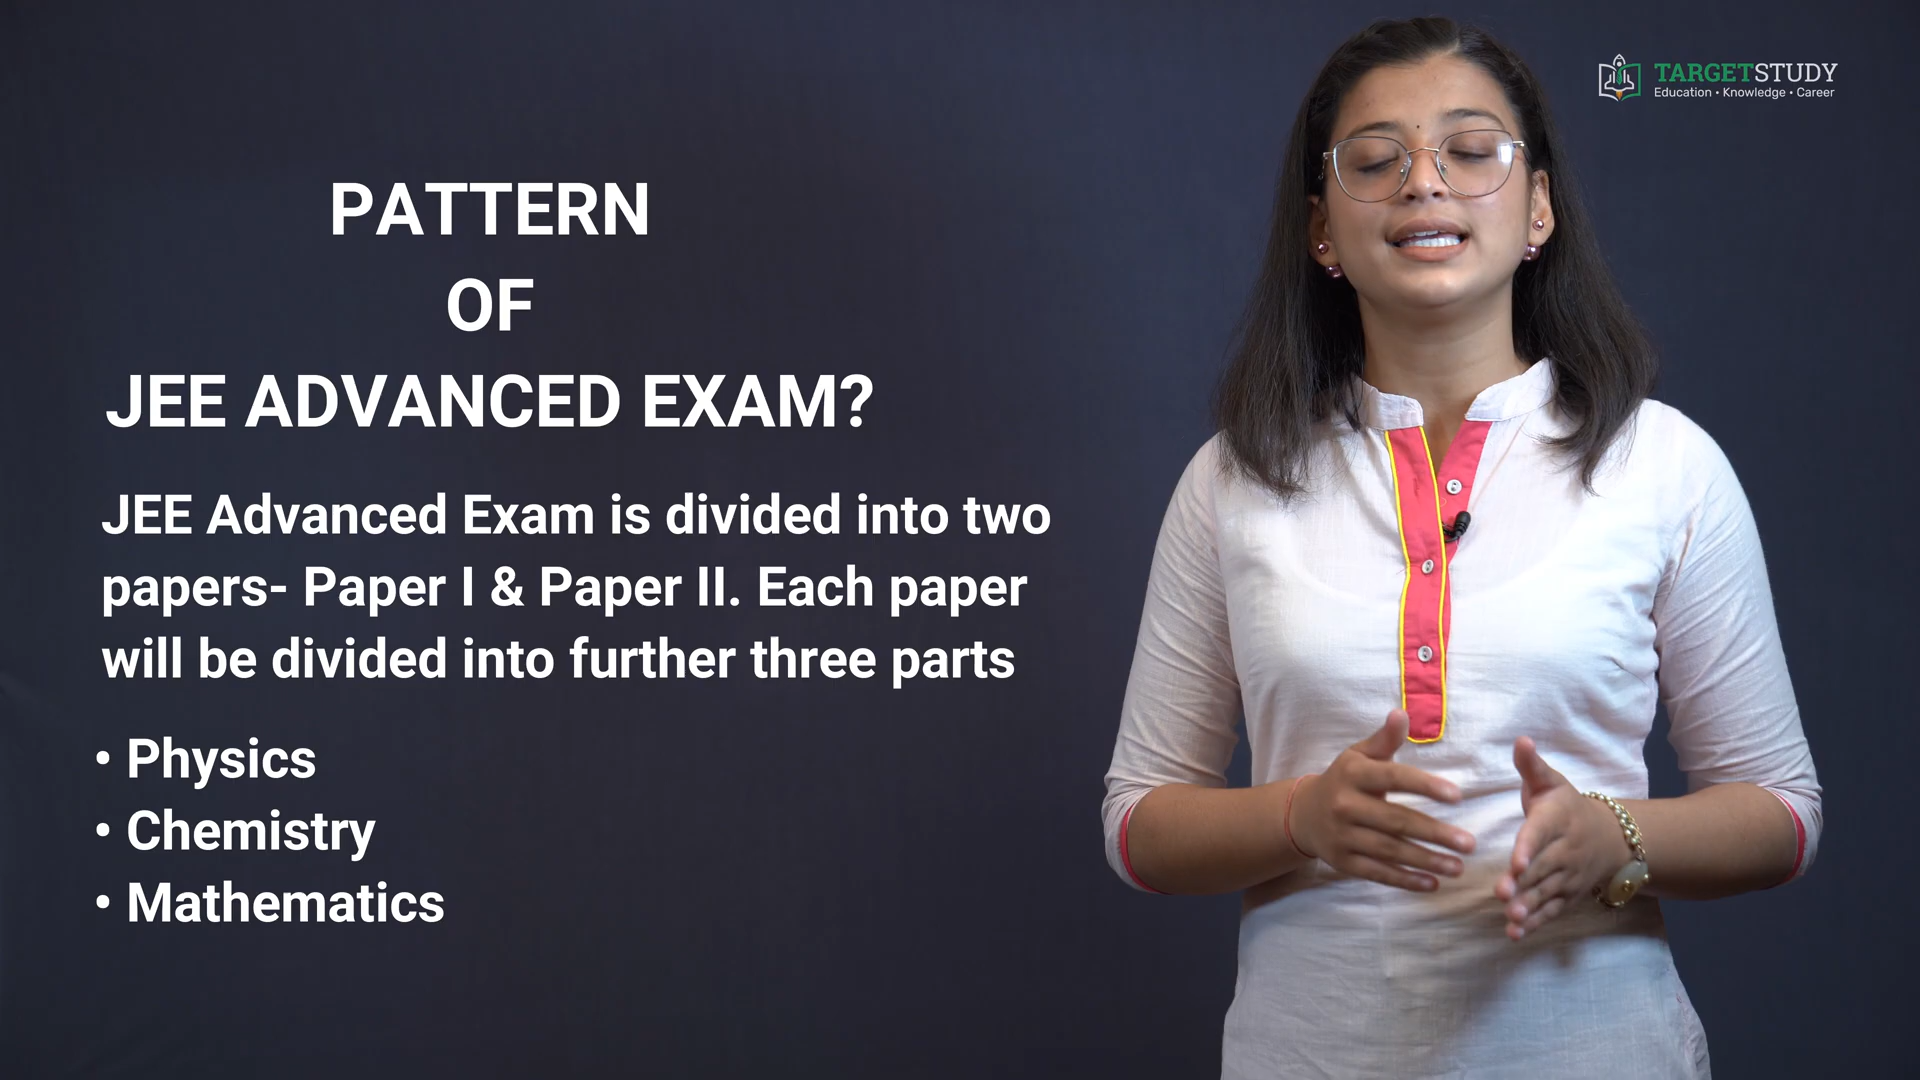 TARGETSTUDY
Education • Knowledge • Career
PATTERN
OF
JEE ADVANCED EXAM?
JEE Advanced Exam is divided into two
papers- Paper I & Paper II. Each paper
will be divided into further three parts
• Physics
• Chemistry
• Mathematics